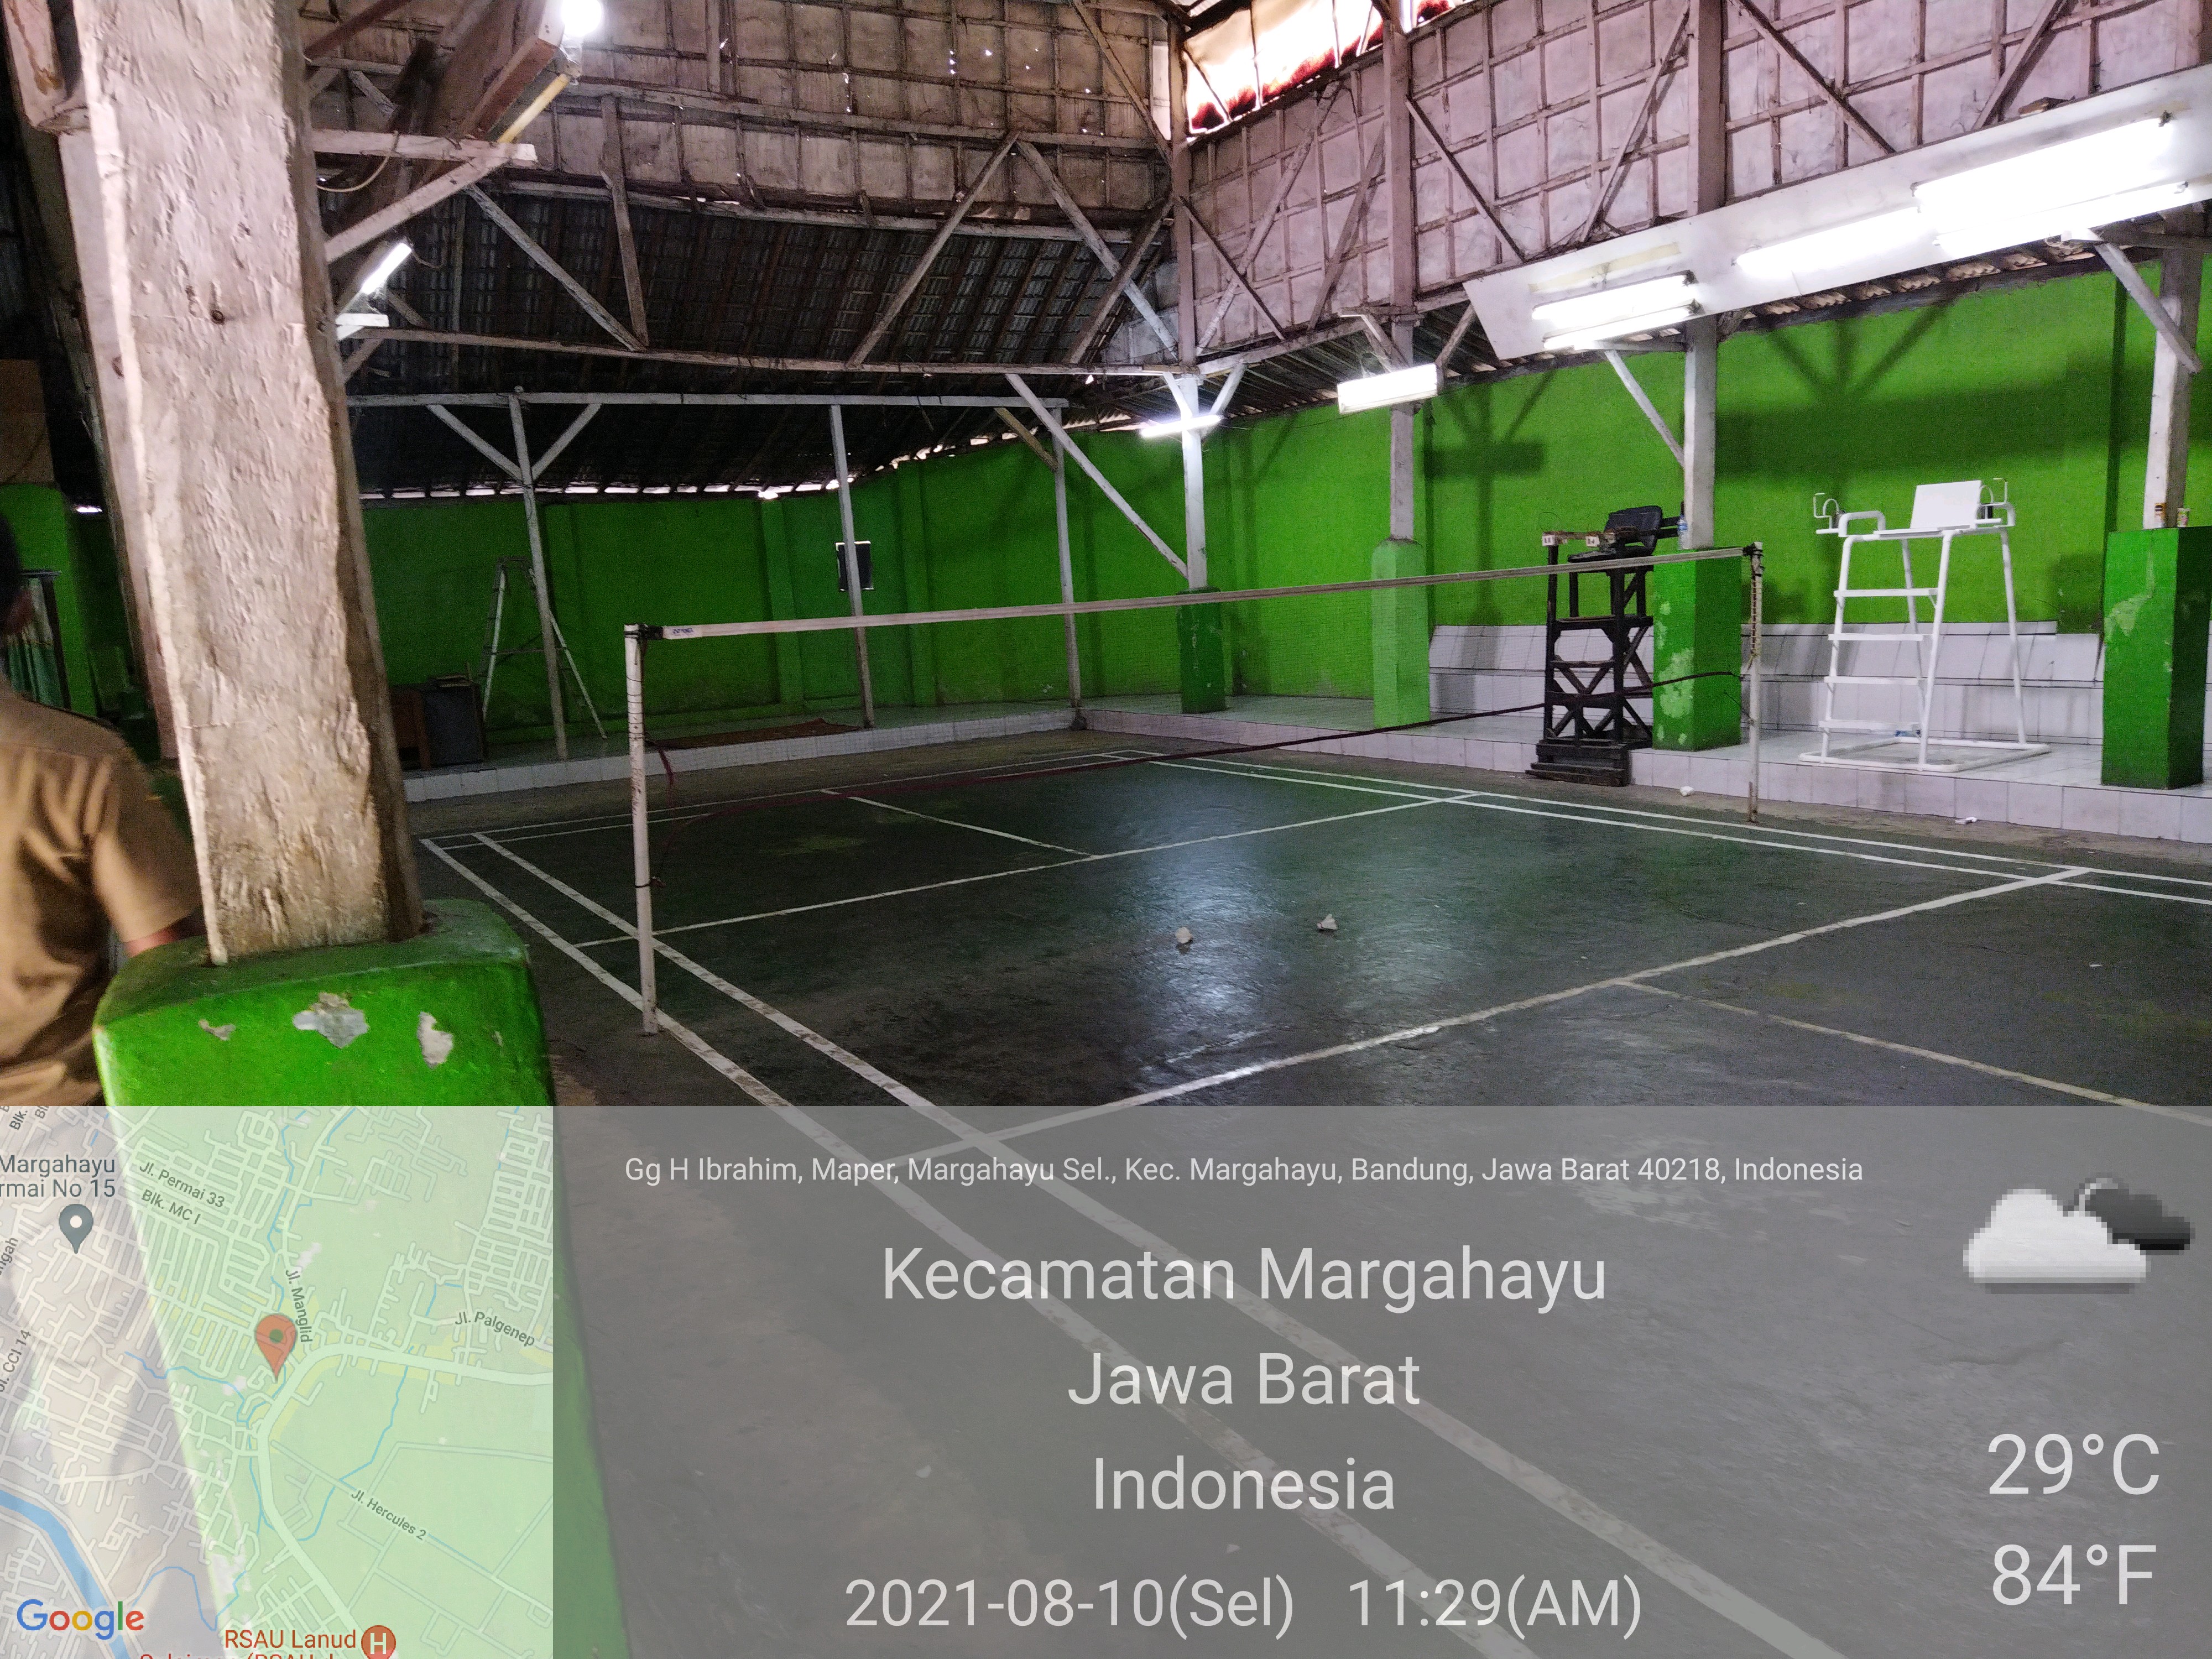 Gg H Ibrahim, Maper, Margahayu Sel., Kec. Margahayu, Bandung, Jawa Barat 40218, Indonesia
Kecamatan Margahayu
Jawa Barat
Indonesia
2021-08-10(Sel) 11:29(AM)
29°C
84°F
Blk.
Margahayu
rmai No 15
Jl. Permai 33
Blk. MC I
Jl. Manglid
Jl. Palgenep
Jl. CCI 14
Jl. Hercules 2
Google
RSAU Lanud
H